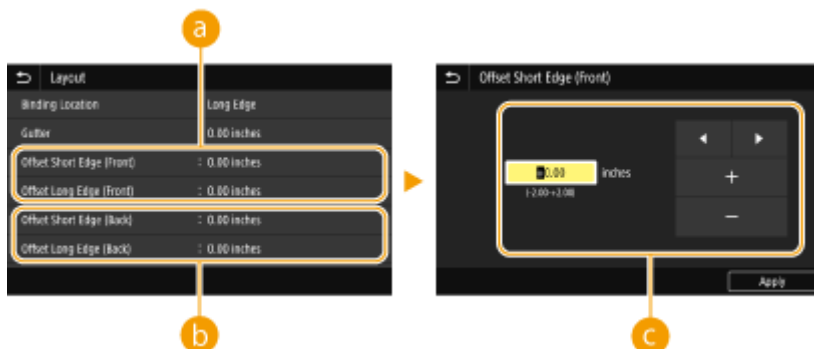 a
Layout
Binding Location Long Edge
Gutter 0.00 inches
Offset Short Edge (Front) : 0.00 inches
Offset Long Edge (Front) : 0.00 inches
Offset Short Edge (Back) : 0.00 inches
Offset Long Edge (Back) : 0.00 inches
b
Offset Short Edge (Front)
±0.00 inches
(-2.00-+2.00)
+
−
Apply
c